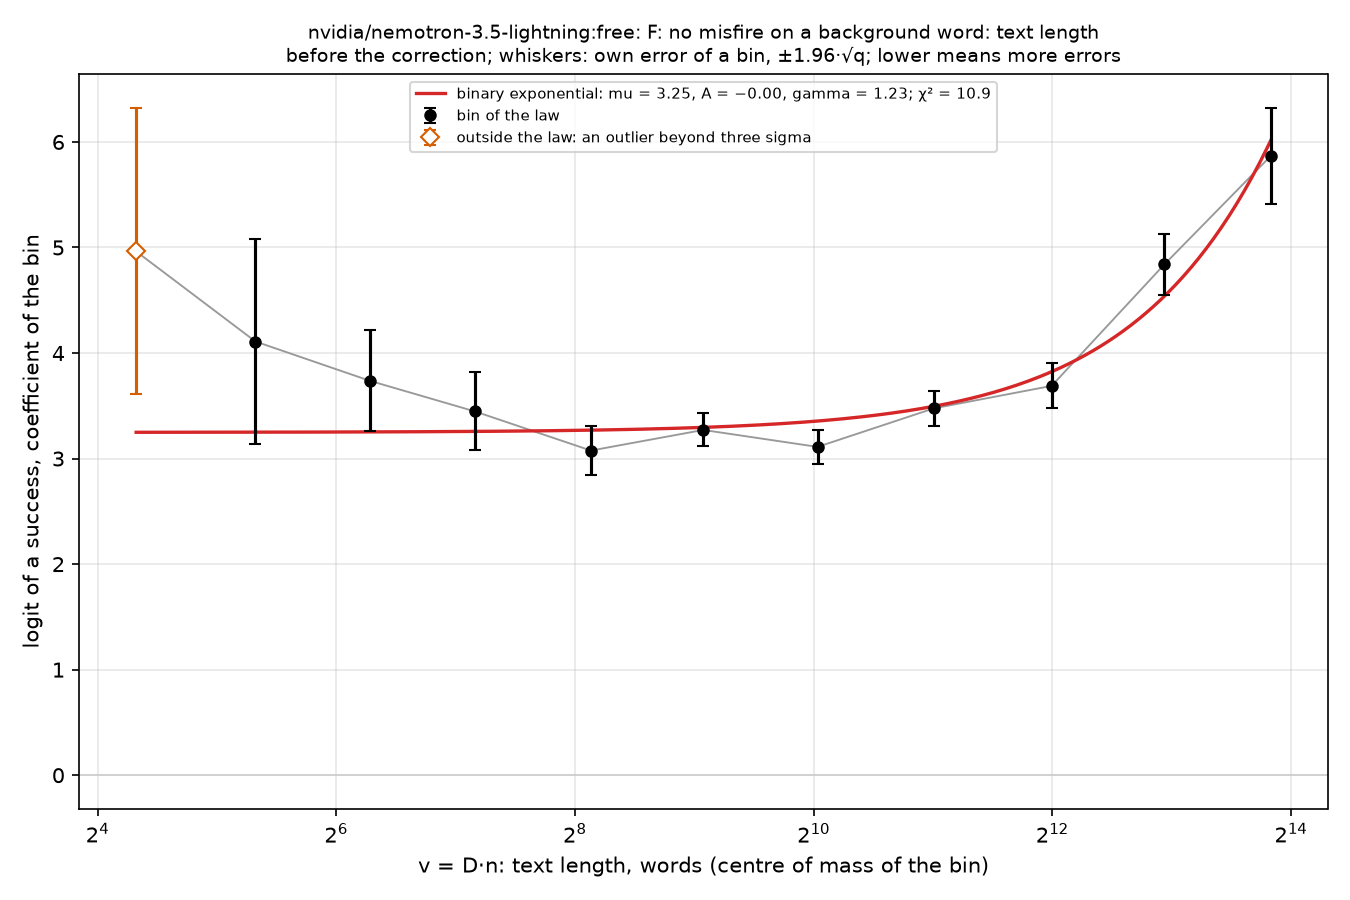 nvidia/nemotron-3.5-lightning:free: F: no misfire on a background word: text length
before the correction; whiskers: own error of a bin, ±1.96·√q; lower means more errors
binary exponential: mu = 3.25, A = −0.00, gamma = 1.23; χ² = 10.9
bin of the law
outside the law: an outlier beyond three sigma
logit of a success, coefficient of the bin
6
5
4
3
2
1
0
2⁴ 2⁶ 2⁸ 2¹⁰ 2¹² 2¹⁴
v = D·n: text length, words (centre of mass of the bin)